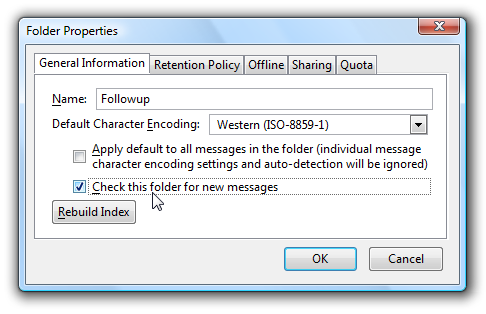 Folder Properties
General Information Retention Policy Offline Sharing Quota
Name: Followup
Default Character Encoding: Western (ISO-8859-1)
Apply default to all messages in the folder (individual message
character encoding settings and auto-detection will be ignored)
Check this folder for new messages
Rebuild Index
OK Cancel